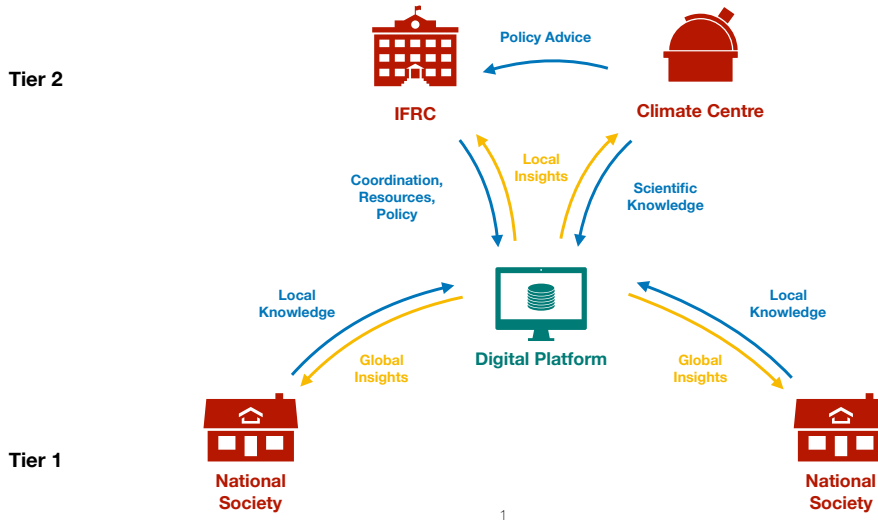 Policy Advice
Tier 2
IFRC
Climate Centre
Local
Insights
Coordination,
Resources,
Policy
Scientific
Knowledge
Local
Knowledge
Local
Knowledge
Digital Platform
Global
Insights
Global
Insights
Tier 1
National
Society
National
Society
1